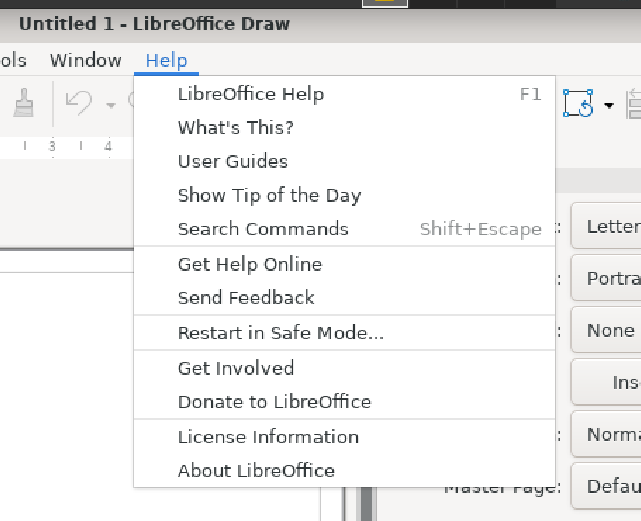 Untitled 1 - LibreOffice Draw
ols Window Help
LibreOffice Help F1
What's This?
User Guides
Show Tip of the Day
Search Commands Shift+Escape
Get Help Online
Send Feedback
Restart in Safe Mode...
Get Involved
Donate to LibreOffice
License Information
About LibreOffice
3 4
: Letter
: Portra
: None
Ins
: Norma
Master Page: Defau